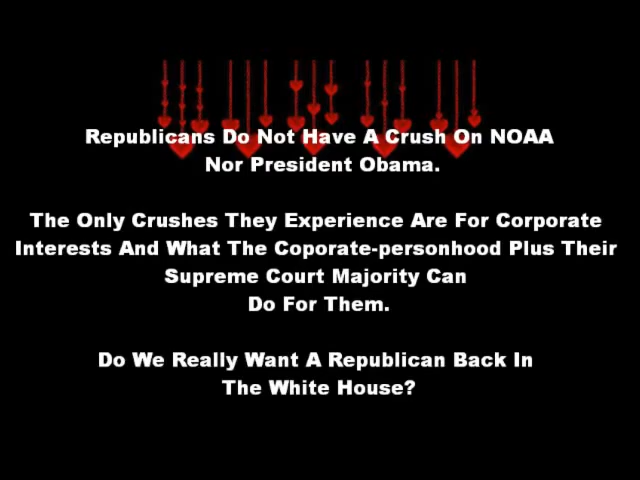 Republicans Do Not Have A Crush On NOAA
Nor President Obama.
The Only Crushes They Experience Are For Corporate
Interests And What The Coporate-personhood Plus Their
Supreme Court Majority Can
Do For Them.
Do We Really Want A Republican Back In
The White House?